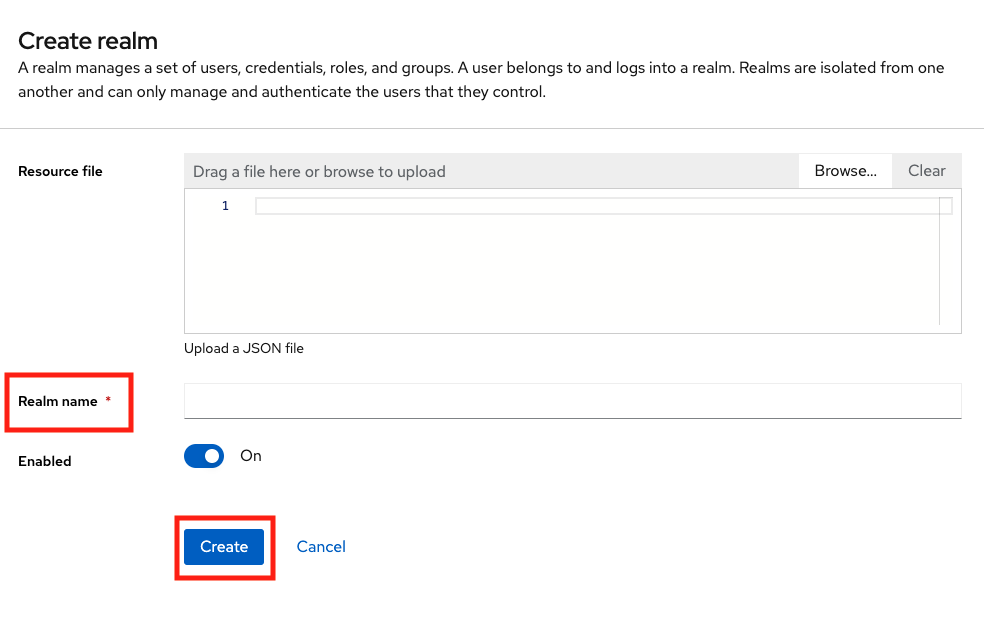 Create realm
A realm manages a set of users, credentials, roles, and groups. A user belongs to and logs into a realm. Realms are isolated from one
another and can only manage and authenticate the users that they control.
Resource file
Drag a file here or browse to upload
Browse...
Clear
1
Upload a JSON file
Realm name *
Enabled
On
Create
Cancel